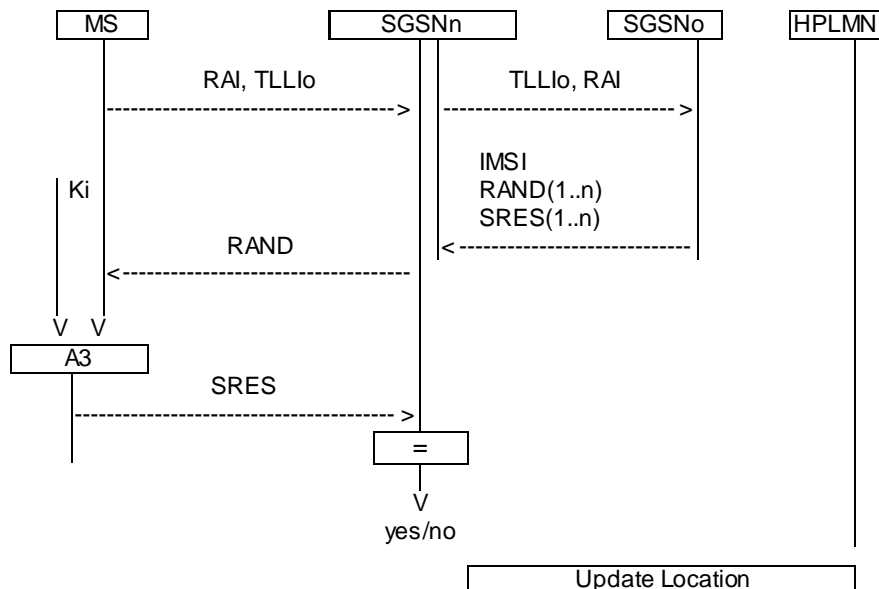 MS SGSNn SGSNo HPLMN
RAI, TLLIo TLLIo, RAI
-----------------------------------> ------------------------------>
IMSI
Ki RAND(1..n)
SRES(1..n)
RAND <------------------------------
<-----------------------------------
V V
A3
SRES
--------------------------------------->
=
V
yes/no
Update Location